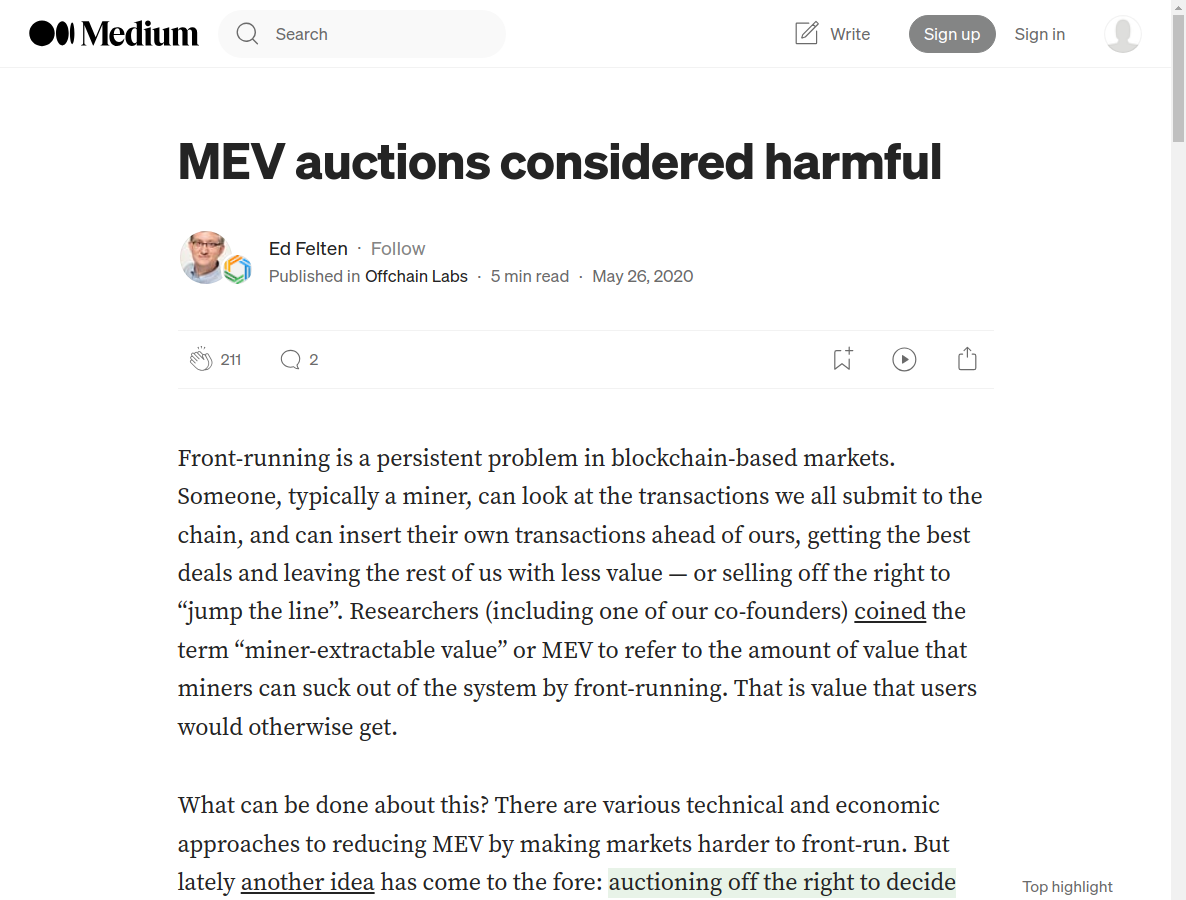 Medium
Search
Write
Sign up
Sign in
MEV auctions considered harmful
Ed Felten · Follow
Published in Offchain Labs · 5 min read · May 26, 2020
211
2
Front-running is a persistent problem in blockchain-based markets.
Someone, typically a miner, can look at the transactions we all submit to the
chain, and can insert their own transactions ahead of ours, getting the best
deals and leaving the rest of us with less value — or selling off the right to
“jump the line”. Researchers (including one of our co-founders) coined the
term “miner-extractable value” or MEV to refer to the amount of value that
miners can suck out of the system by front-running. That is value that users
would otherwise get.
What can be done about this? There are various technical and economic
approaches to reducing MEV by making markets harder to front-run. But
lately another idea has come to the fore: auctioning off the right to decide
Top highlight